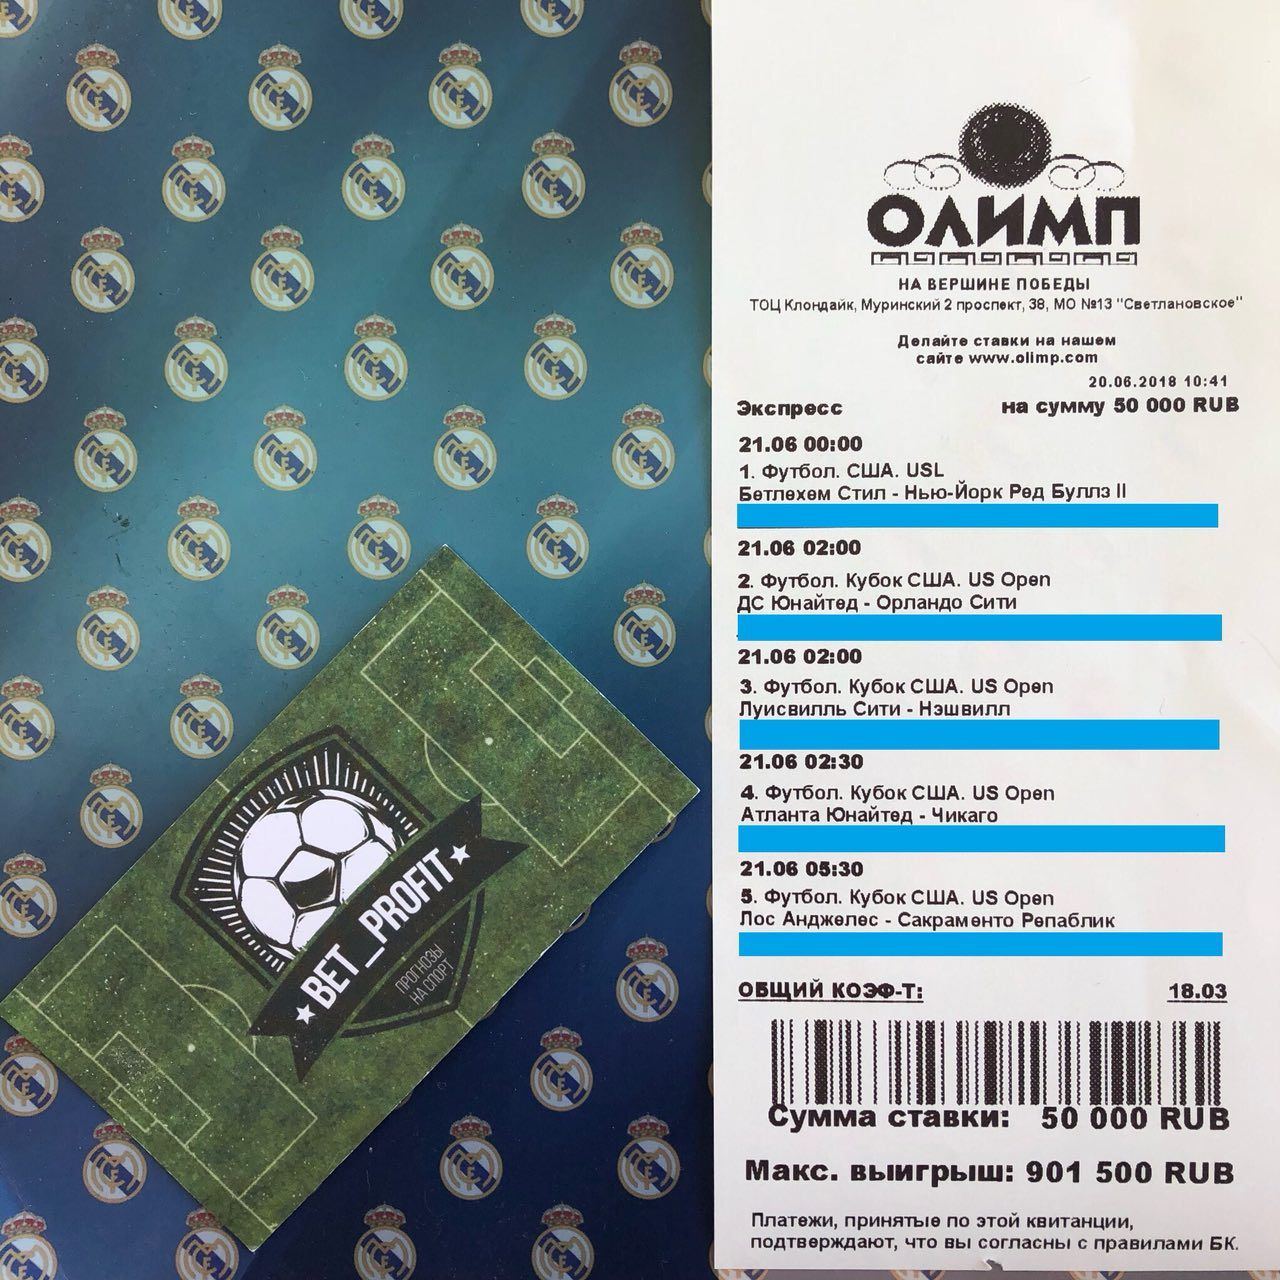 ОЛИМП
НА ВЕРШИНЕ ПОБЕДЫ
ТОЦ Клондайк, Муринский 2 проспект, 38, МО №13 "Светлановское"
Делайте ставки на нашем
сайте www.olimp.com
20.06.2018 10:41
Экспресс на сумму 50 000 RUB
21.06 00:00
1. Футбол. США. USL
Бетлехем Стил - Нью-Йорк Ред Буллз II
21.06 02:00
2. Футбол. Кубок США. US Open
ДС Юнайтед - Орландо Сити
21.06 02:00
3. Футбол. Кубок США. US Open
Луисвилль Сити - Нэшвилл
21.06 02:30
4. Футбол. Кубок США. US Open
Атланта Юнайтед - Чикаго
21.06 05:30
5. Футбол. Кубок США. US Open
Лос Анджелес - Сакраменто Репаблик
ОБЩИЙ КОЭФ-Т: 18.03
Сумма ставки: 50 000 RUB
Макс. выигрыш: 901 500 RUB
Платежи, принятые по этой квитанции,
подтверждают, что вы согласны с правилами БК.
BET_PROFIT
ПРОГНОЗЫ
НА СПОРТ